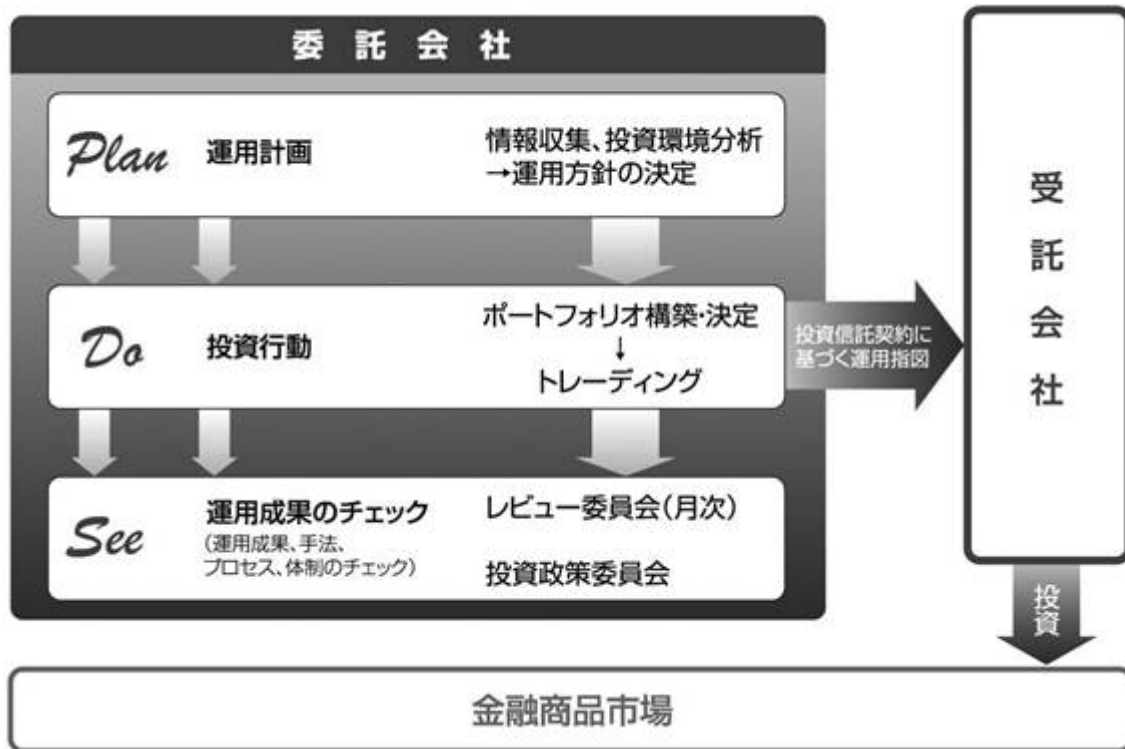 委託会社
Plan 運用計画
情報収集、投資環境分析
→運用方針の決定
Do 投資行動
ポートフォリオ構築・決定
↓
トレーディング
投資信託契約に
基づく運用指図
See 運用成果のチェック
(運用成果、手法、
プロセス、体制のチェック)
レビュー委員会(月次)
投資政策委員会
受託会社
投資
金融商品市場